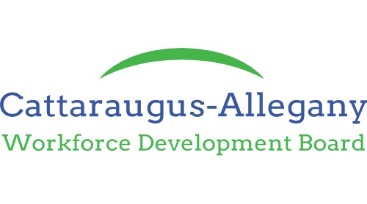 Cattaraugus-Allegany
Workforce Development Board